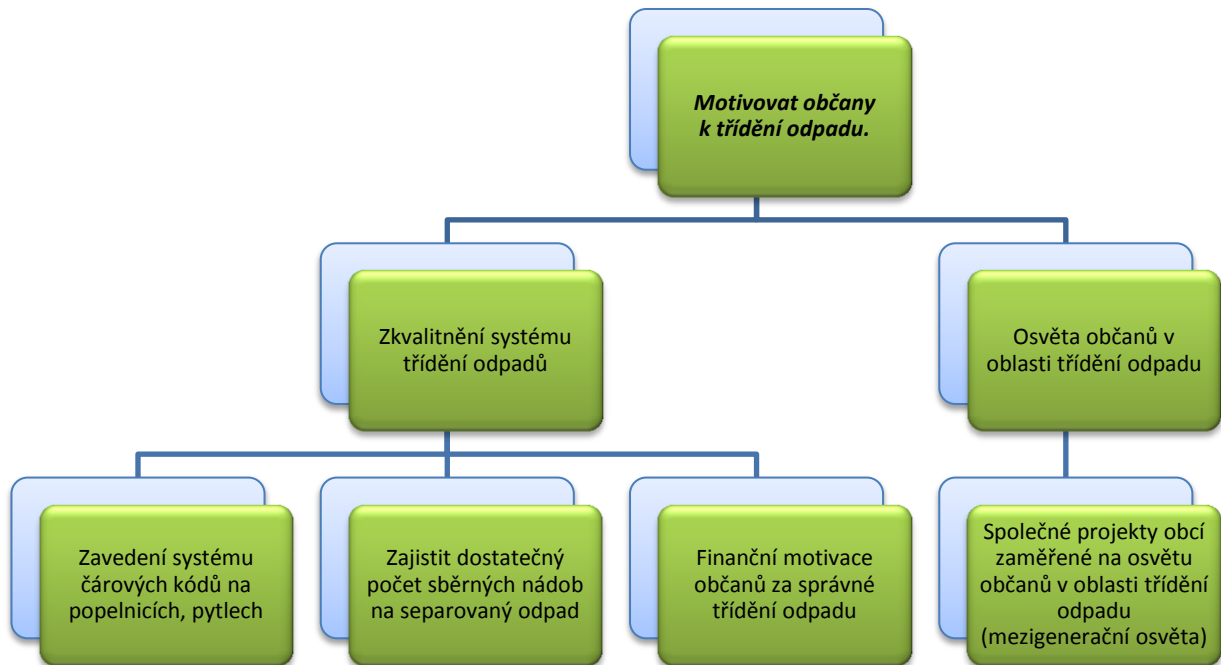 Motivovat občany
k třídění odpadu.
Zkvalitnění systému
třídění odpadů
Osvěta občanů v
oblasti třídění odpadu
Zavedení systému
čárových kódů na
popelnicích, pytlech
Zajistit dostatečný
počet sběrných nádob
na separovaný odpad
Finanční motivace
občanů za správné
třídění odpadu
Společné projekty obcí
zaměřené na osvětu
občanů v oblasti třídění
odpadu
(mezigenerační osvěta)